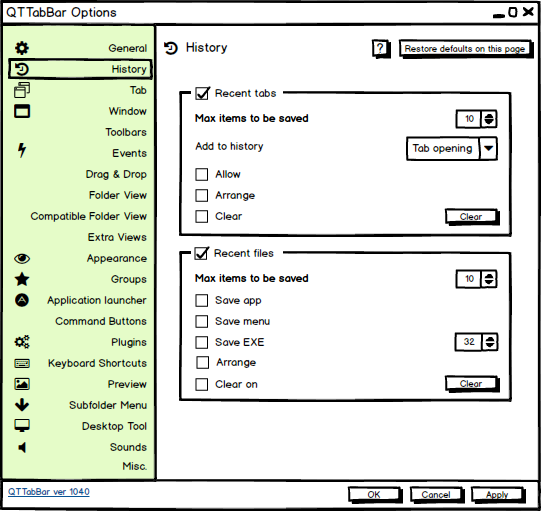 QTTabBar Options
General
History
Tab
Window
Toolbars
Events
Drag & Drop
Folder View
Compatible Folder View
Extra Views
Appearance
Groups
A
Application launcher
Command Buttons
Plugins
Keyboard Shortcuts
Preview
Subfolder Menu
Desktop Tool
Sounds
Misc.
History
?
Restore defaults on this page
Recent tabs
Max items to be saved 10
Add to history Tab opening
Allow
Arrange
Clear Clear
Recent files
Max items to be saved 10
Save app
Save menu
Save EXE 32
Arrange
Clear on Clear
QTTabBar ver 1040
OK Cancel Apply